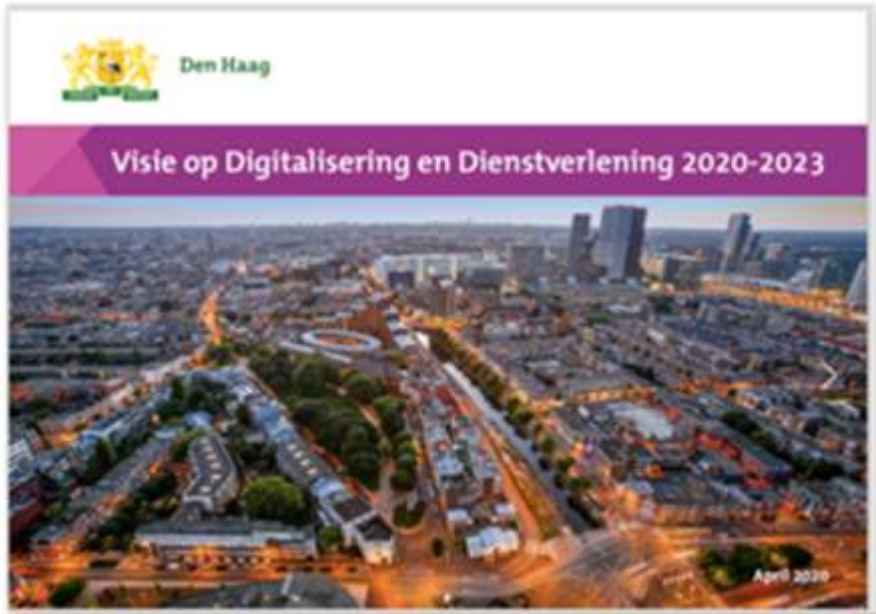 Den Haag
Visie op Digitalisering en Dienstverlening 2020-2023
April 2020